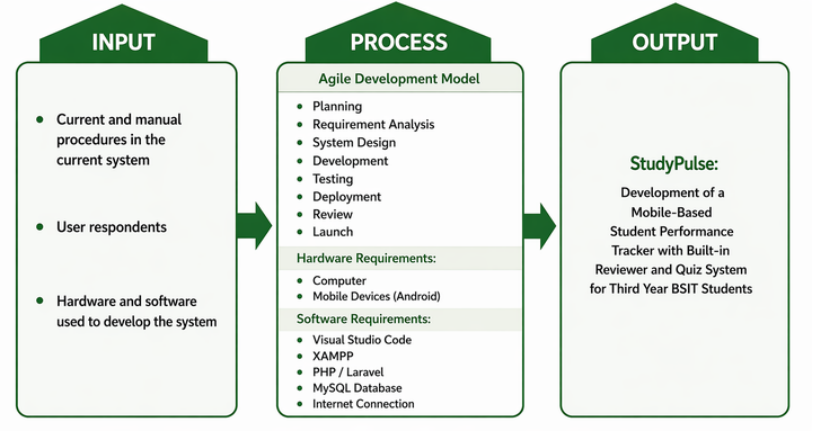 INPUT
Current and manual
procedures in the
current system
User respondents
Hardware and software
used to develop the system
PROCESS
Agile Development Model
Planning
Requirement Analysis
System Design
Development
Testing
Deployment
Review
Launch
Hardware Requirements:
Computer
Mobile Devices (Android)
Software Requirements:
Visual Studio Code
XAMPP
PHP / Laravel
MySQL Database
Internet Connection
OUTPUT
StudyPulse:
Development of a
Mobile-Based
Student Performance
Tracker with Built-in
Reviewer and Quiz System
for Third Year BSIT Students